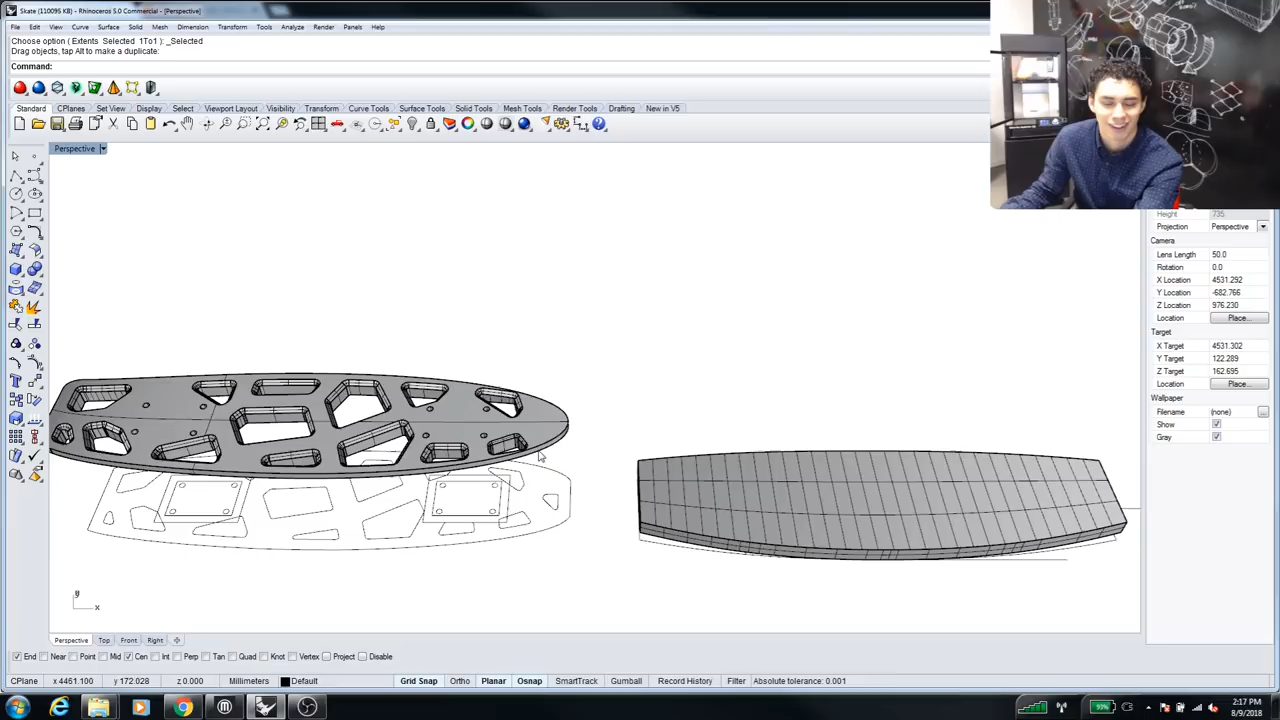 Skate (110095 KB) - Rhinoceros 5.0 Commercial - [Perspective]
File Edit View Curve Surface Solid Mesh Dimension Transform Tools Analyze Render Panels Help
Choose option ( Extents Selected 1To1 ): _Selected
Drag objects, tap Alt to make a duplicate:
Command:
Standard CPlanes Set View Display Select Viewport Layout Visibility Transform Curve Tools Surface Tools Solid Tools Mesh Tools Render Tools Drafting New in V5
Perspective
Height 735
Projection Perspective
Camera
Lens Length 50.0
Rotation 0.0
X Location 4531.292
Y Location -682.766
Z Location 976.230
Location Place...
Target
X Target 4531.302
Y Target 122.289
Z Target 162.695
Location Place...
Wallpaper
Filename (none) ...
Show
Gray
y
x
Perspective Top Front Right
End Near Point Mid Cen Int Perp Tan Quad Knot Vertex Project Disable
CPlane x 4461.100 y 172.028 z 0.000 Millimeters Default Grid Snap Ortho Planar Osnap SmartTrack Gumball Record History Filter Absolute tolerance: 0.001
93% 2:17 PM
8/9/2018